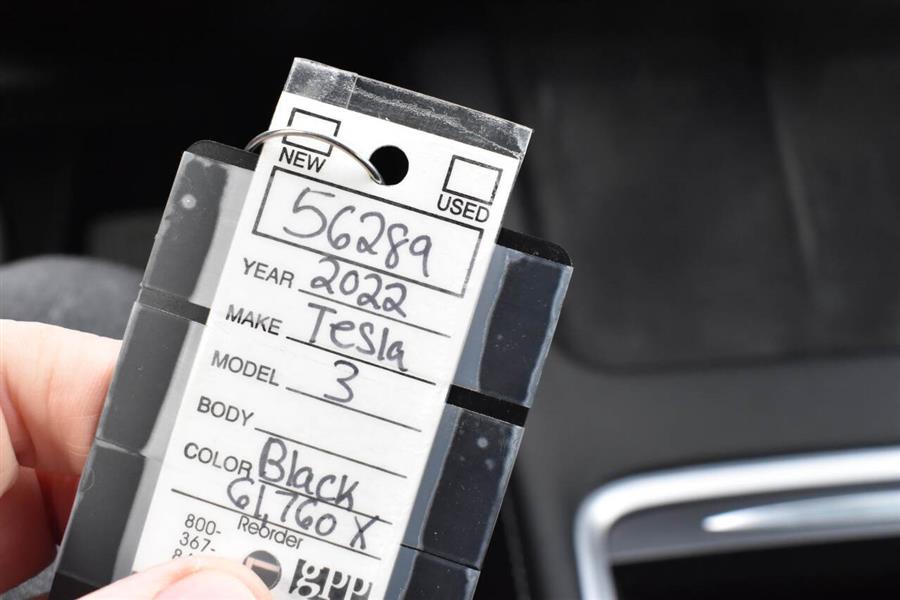 NEW
USED
56289
YEAR 2022
MAKE Tesla
MODEL 3
BODY
COLOR Black
61,760 X
Reorder
800-
367-
gpp